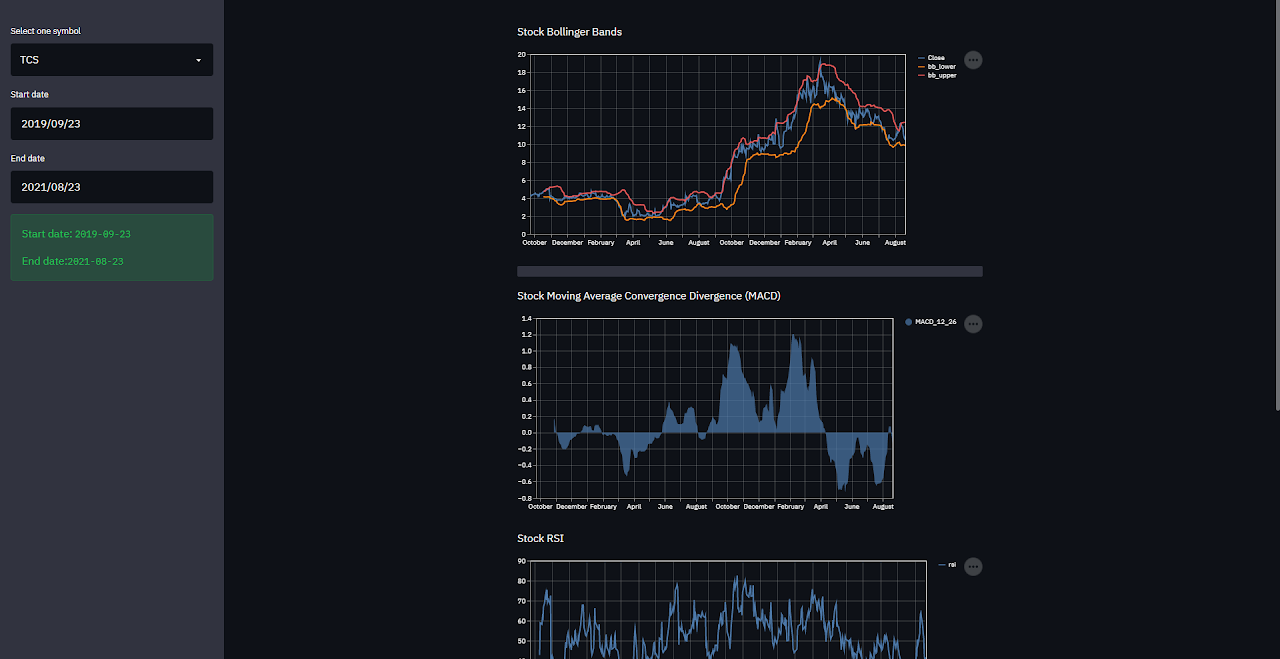 Select one symbol
TCS
Start date
2019/09/23
End date
2021/08/23
Start date: 2019-09-23
End date:2021-08-23
Stock Bollinger Bands
20
18
16
14
12
10
8
6
4
2
0
October December February April June August October December February April June August
Close
bb_lower
bb_upper
Stock Moving Average Convergence Divergence (MACD)
1.4
1.2
1.0
0.8
0.6
0.4
0.2
0.0
−0.2
−0.4
−0.6
−0.8
October December February April June August October December February April June August
MACD_12_26
Stock RSI
90
80
70
60
50
rsi